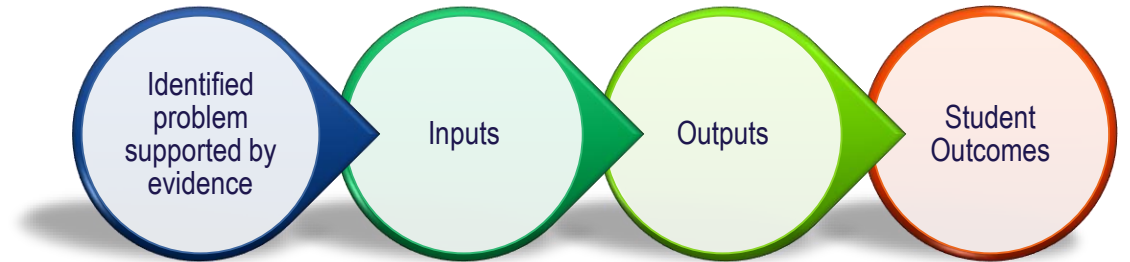 Identified
problem
supported by
evidence
Inputs
Outputs
Student
Outcomes